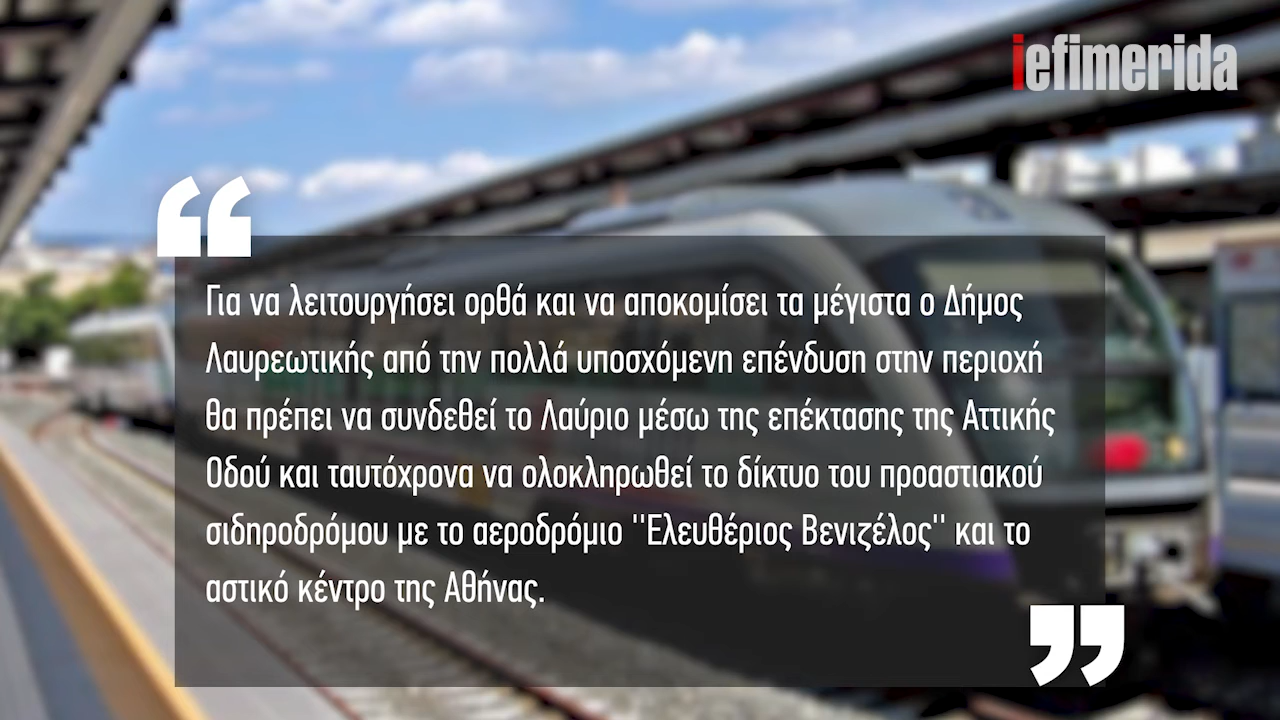 iefimerida
“
Για να λειτουργήσει ορθά και να αποκομίσει τα μέγιστα ο Δήμος
Λαυρεωτικής από την πολλά υποσχόμενη επένδυση στην περιοχή
θα πρέπει να συνδεθεί το Λαύριο μέσω της επέκτασης της Αττικής
Οδού και ταυτόχρονα να ολοκληρωθεί το δίκτυο του προαστιακού
σιδηροδρόμου με το αεροδρόμιο ''Ελευθέριος Βενιζέλος'' και το
αστικό κέντρο της Αθήνας.
”